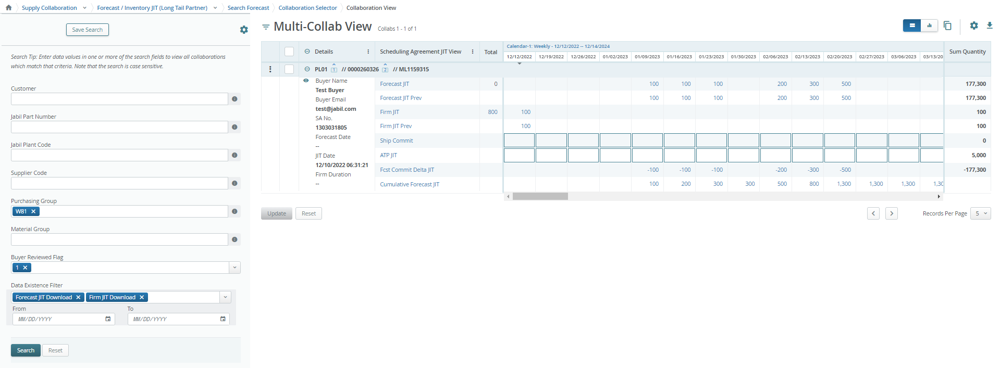 Supply Collaboration Forecast / Inventory JIT (Long Tail Partner) Search Forecast Collaboration Selector Collaboration View
Save Search
Search Tip: Enter data values in one or more of the search fields to view all collaborations
which match that criteria. Note that the search is case sensitive.
Customer
Jabil Part Number
Jabil Plant Code
Supplier Code
Purchasing Group
W81
Material Group
Buyer Reviewed Flag
1
Data Existence Filter
Forecast JIT Download Firm JIT Download
From To
MM/DD/YYYY MM/DD/YYYY
Search Reset
Multi-Collab View Collabs 1 - 1 of 1
Details Scheduling Agreement JIT View Total Calendar-1: Weekly - 12/12/2022 -- 12/14/2024 Sum Quantity
12/12/2022 12/19/2022 12/26/2022 01/02/2023 01/09/2023 01/16/2023 01/23/2023 01/30/2023 02/06/2023 02/13/2023 02/20/2023 02/27/2023 03/06/2023 03/13/20
PL01 1 // 0000260326 2 // ML1159315
Buyer Name
Test Buyer
Buyer Email
test@jabil.com
SA No.
1303031805
Forecast Date
--
JIT Date
12/10/2022 06:31:21
Firm Duration
--
Forecast JIT 0 100 100 100 200 300 500 177,300
Forecast JIT Prev 100 100 100 200 300 500 177,300
Firm JIT 800 100 100
Firm JIT Prev 100 100
Ship Commit 0
ATP JIT 5,000
Fcst Commit Delta JIT -100 -100 -100 -200 -300 -500 -177,300
Cumulative Forecast JIT 100 200 300 300 500 800 1,300 1,300 1,300 1,30
Update Reset
Records Per Page 5